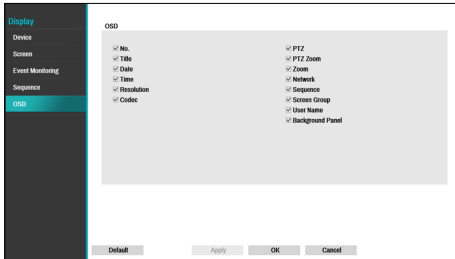 Display
Device
Screen
Event Monitoring
Sequence
OSD
OSD
No.
Title
Date
Time
Resolution
Codec
PTZ
PTZ Zoom
Zoom
Network
Sequence
Screen Group
User Name
Background Panel
Default
Apply
OK
Cancel